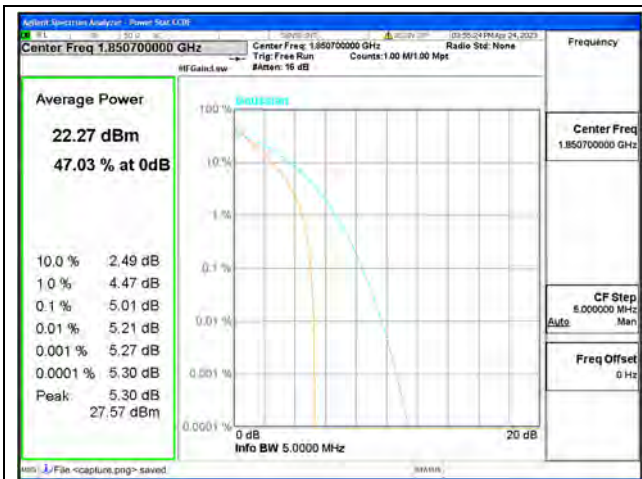 Agilent Spectrum Analyzer - Power Stat CCDF
Center Freq 1.850700000 GHz
Center Freq: 1.850700000 GHz
Radio Std: None
03:55:24 PM Apr 24, 2023
Trig: Free Run
Counts:1.00 M/1.00 Mpt
#IFGain:Low
#Atten: 16 dB
Frequency
Average Power
22.27 dBm
47.03 % at 0dB
10.0 % 2.49 dB
1.0 % 4.47 dB
0.1 % 5.01 dB
0.01 % 5.21 dB
0.001 % 5.27 dB
0.0001 % 5.30 dB
Peak 5.30 dB
27.57 dBm
Gaussian
100 %
10 %
1 %
0.1 %
0.01 %
0.001 %
0.0001 %
0 dB
20 dB
Info BW 5.0000 MHz
Center Freq
1.850700000 GHz
CF Step
5.000000 MHz
Auto Man
Freq Offset
0 Hz
MSG
File <capture.png> saved
STATUS